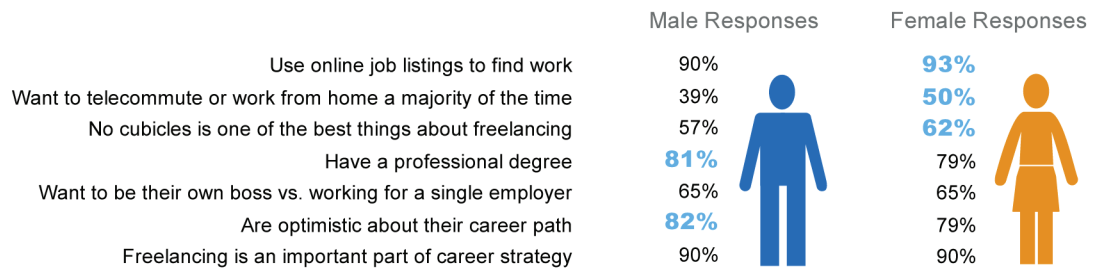 Male Responses Female Responses
Use online job listings to find work 90% 93%
Want to telecommute or work from home a majority of the time 39% 50%
No cubicles is one of the best things about freelancing 57% 62%
Have a professional degree 81% 79%
Want to be their own boss vs. working for a single employer 65% 65%
Are optimistic about their career path 82% 79%
Freelancing is an important part of career strategy 90% 90%